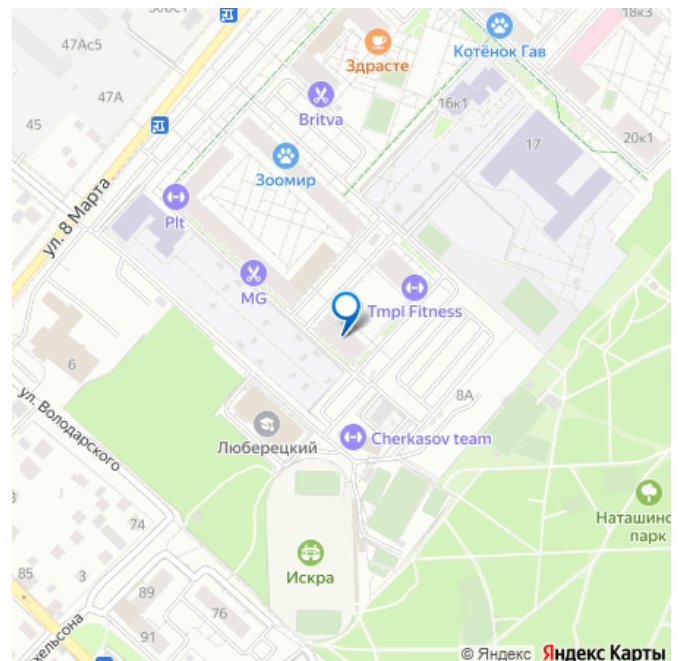 47Ас5
47А
45
Здрасте
Котёнок Гав
18к3
16к1
17
20к1
Britva
Зоомир
Plt
ул. 8 Марта
MG
Tmpl Fitness
6
8А
ул. Володарского
Люберецкий
Cherkasov team
74
Искра
85
3
89
76
91
парк
© Яндекс Яндекс Карты